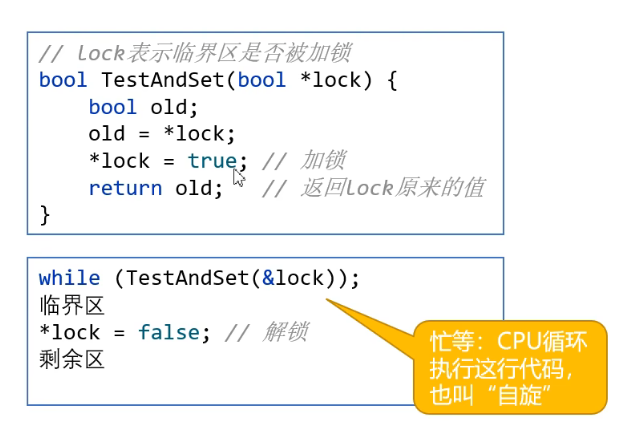 // lock表示临界区是否被加锁
bool TestAndSet(bool *lock) {
    bool old;
    old = *lock;
    *lock = true; // 加锁
    return old;   // 返回lock原来的值
}
while (TestAndSet(&lock));
临界区
*lock = false; // 解锁
剩余区
忙等：CPU循环
执行这行代码，
也叫“自旋”